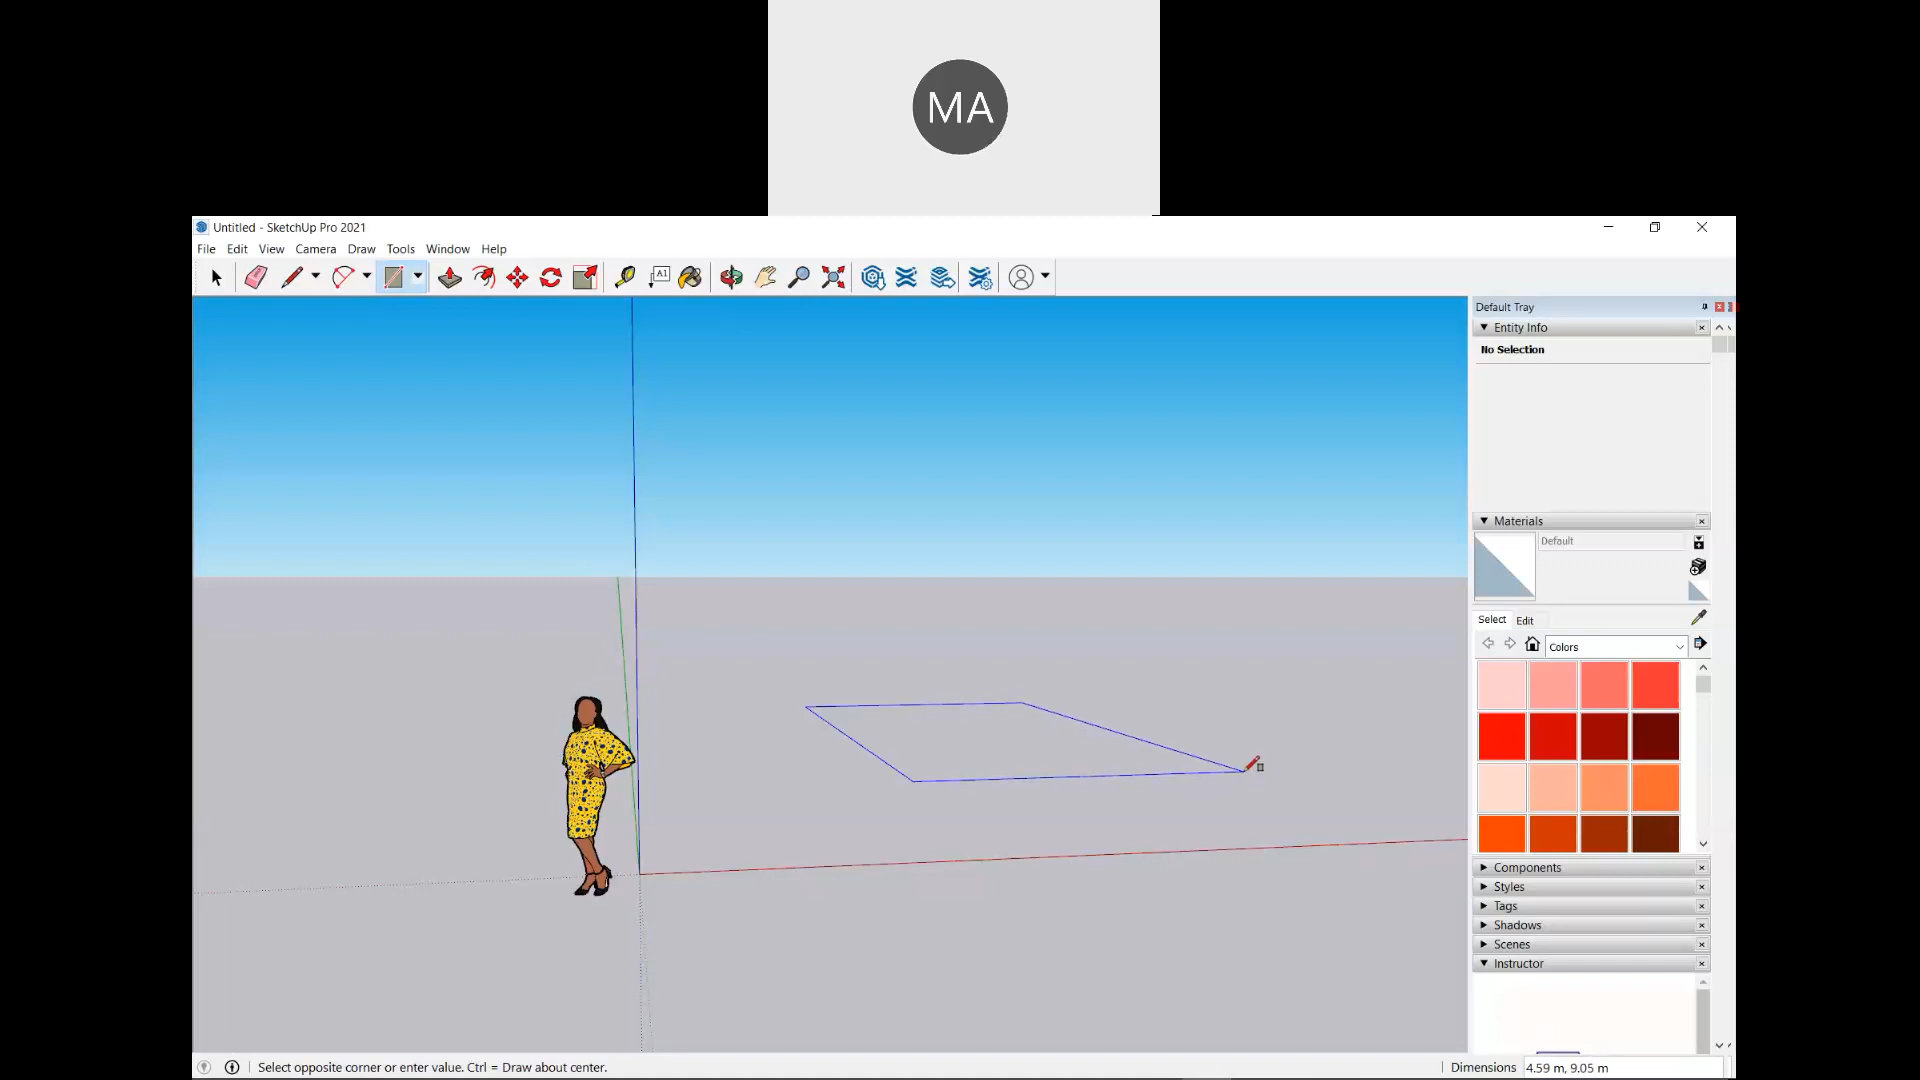 MA
Untitled - SketchUp Pro 2021
File Edit View Camera Draw Tools Window Help
A1
Default Tray
Entity Info
No Selection
Materials
Default
Select Edit
Colors
Components
Styles
Tags
Shadows
Scenes
Instructor
Select opposite corner or enter value. Ctrl = Draw about center.
Dimensions 4.59 m, 9.05 m